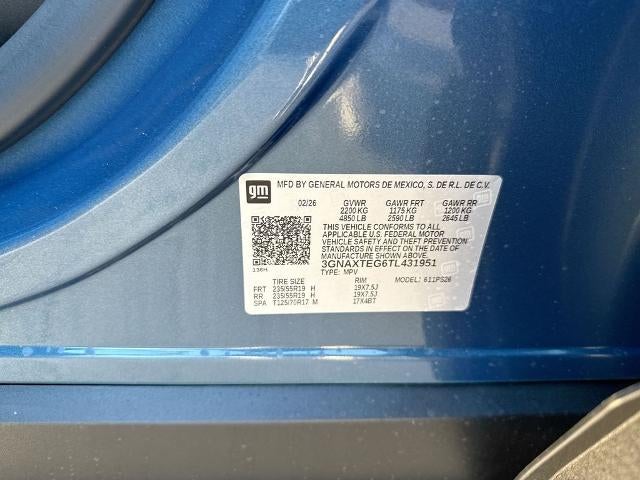 gm MFD BY GENERAL MOTORS DE MEXICO, S. DE R.L. DE C.V.
02/26 GVWR GAWR FRT GAWR RR
2200 KG 1175 KG 1200 KG
4850 LB 2590 LB 2645 LB
THIS VEHICLE CONFORMS TO ALL
APPLICABLE U.S. FEDERAL MOTOR
VEHICLE SAFETY AND THEFT PREVENTION
STANDARDS IN EFFECT ON THE DATE OF
MANUFACTURE SHOWN ABOVE.
3GNAXTEG6TL431951
136H TYPE: MPV
TIRE SIZE RIM MODEL: 611PS26
FRT 235/55R19 H 19X7.5J
RR 235/55R19 H 19X7.5J
SPA T125/70R17 M 17X4BT